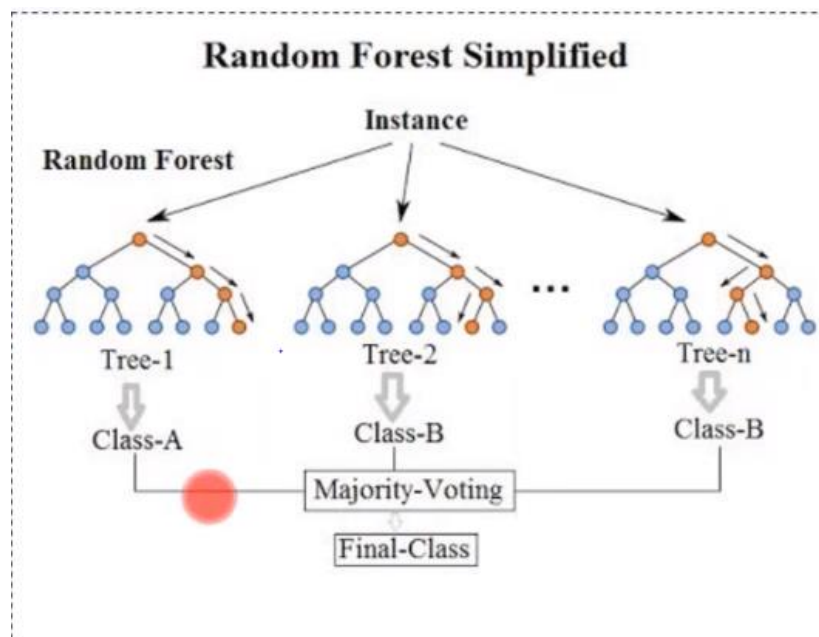 Random Forest Simplified
Instance
Random Forest
...
Tree-1
Tree-2
Tree-n
Class-A
Class-B
Class-B
Majority-Voting
Final-Class